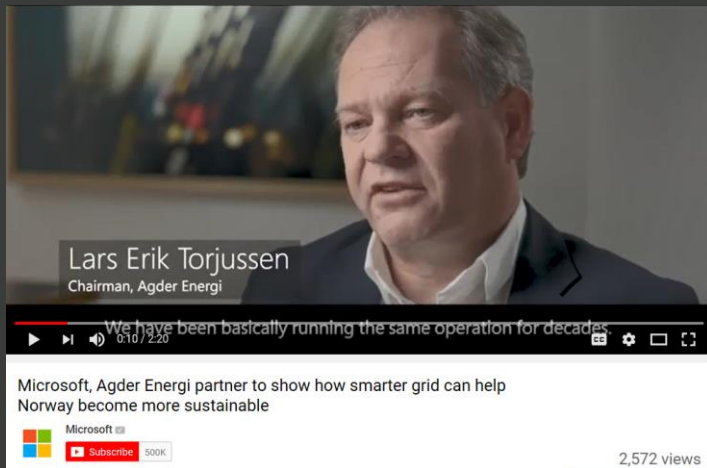 Lars Erik Torjussen
Chairman, Agder Energi
We have been basically running the same operation for decades.
0:10 / 2:20
CC
Microsoft, Agder Energi partner to show how smarter grid can help
Norway become more sustainable
Microsoft
Subscribe 500K
2,572 views